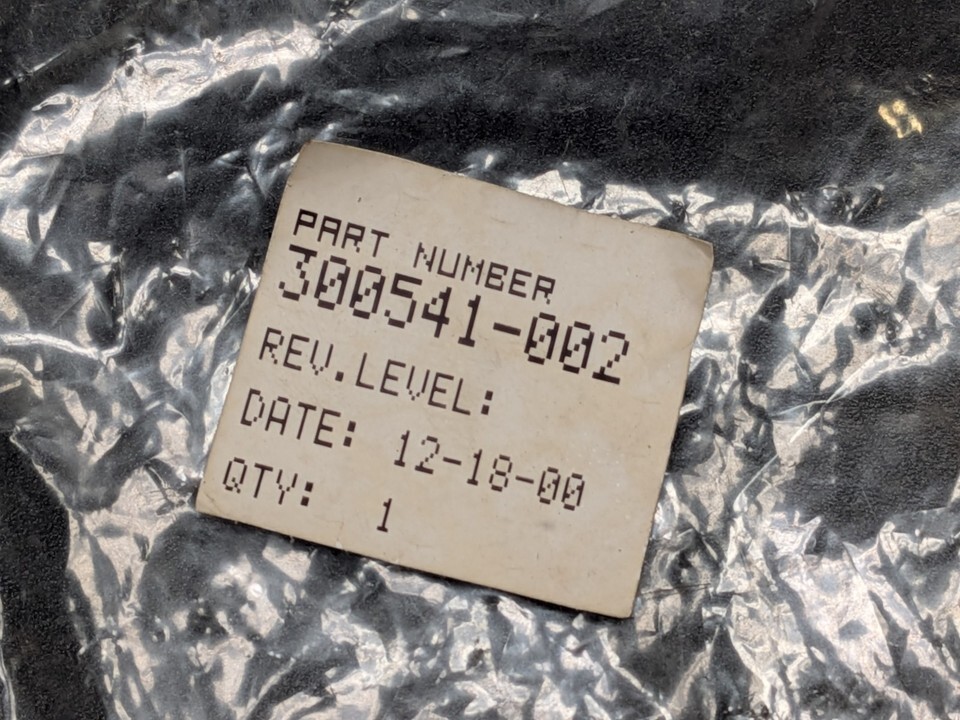 PART NUMBER
300541-002
REV.LEVEL:
DATE: 12-18-00
QTY: 1